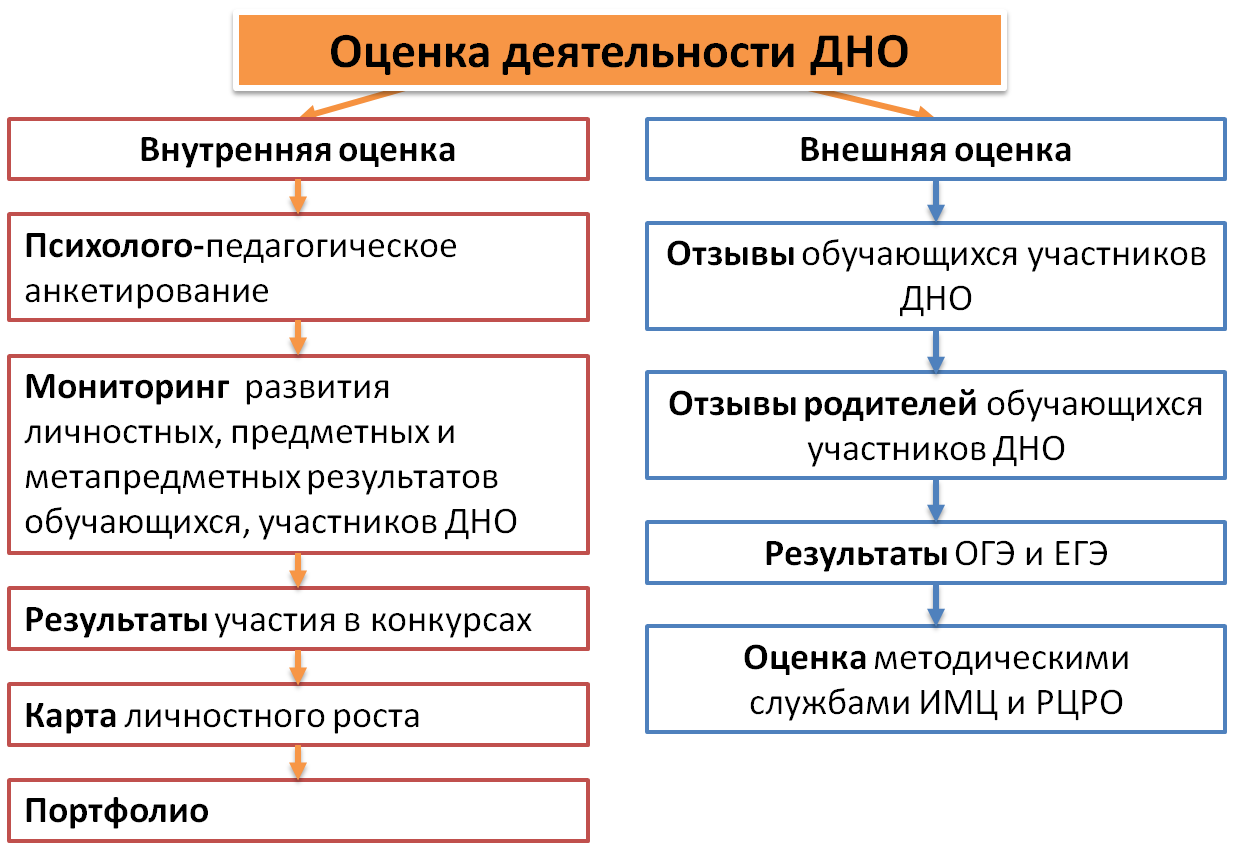 Оценка деятельности ДНО
Внутренняя оценка
Психолого-педагогическое
анкетирование
Мониторинг развития
личностных, предметных и
метапредметных результатов
обучающихся, участников ДНО
Результаты участия в конкурсах
Карта личностного роста
Портфолио
Внешняя оценка
Отзывы обучающихся участников
ДНО
Отзывы родителей обучающихся
участников ДНО
Результаты ОГЭ и ЕГЭ
Оценка методическими
службами ИМЦ и РЦРО